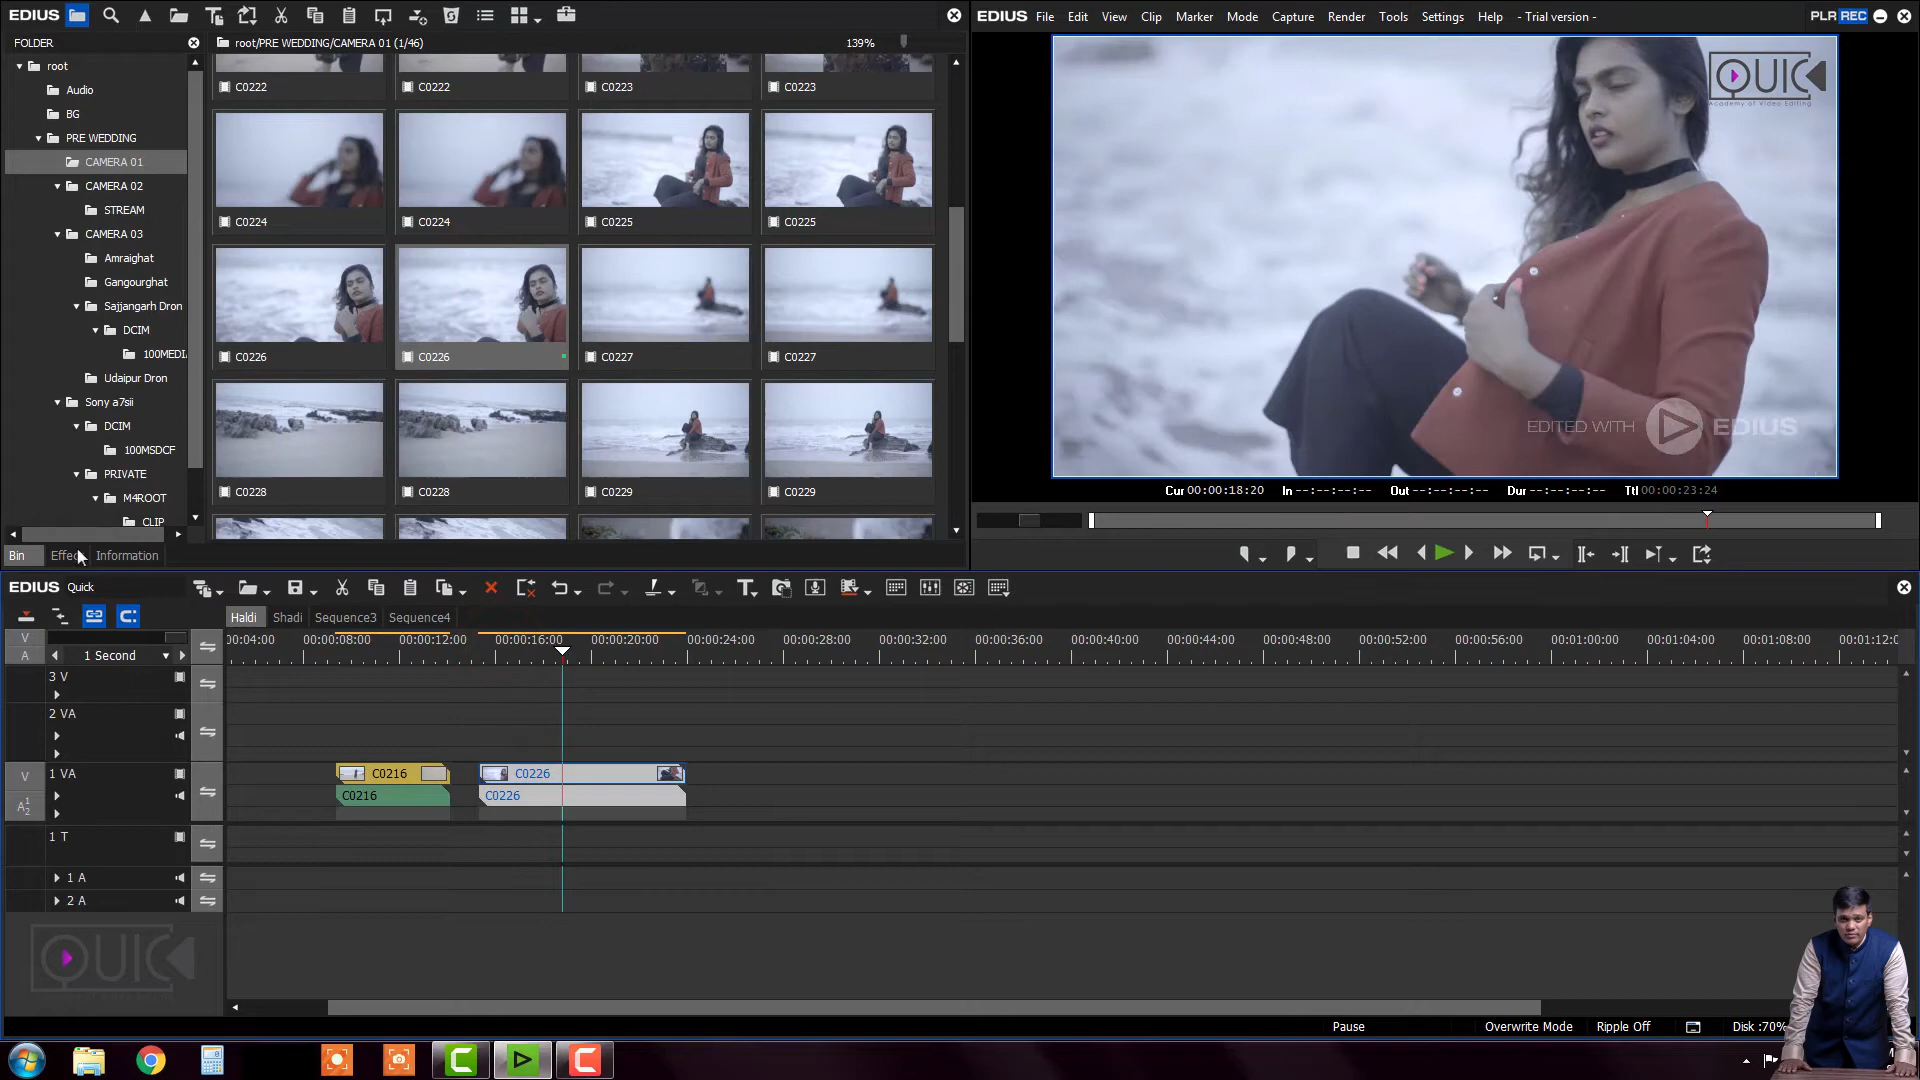 EDIUS
FOLDER
root
Audio
BG
PRE WEDDING
CAMERA 01
CAMERA 02
STREAM
CAMERA 03
Amraighat
Gangourghat
Sajjangarh Dron
DCIM
100MEDI
Udaipur Dron
Sony a7sii
DCIM
100MSDCF
PRIVATE
M4ROOT
CLIP
Bin Effec Information
root/PRE WEDDING/CAMERA 01 (1/46) 139%
C0222 C0222 C0223 C0223
C0224 C0224 C0225 C0225
C0226 C0226 C0227 C0227
C0228 C0228 C0229 C0229
EDIUS File Edit View Clip Marker Mode Capture Render Tools Settings Help - Trial version - PLR REC
QUIC
Academy of Video Editing
EDITED WITH EDIUS
Cur 00:00:18:20 In --:--:--:-- Out --:--:--:-- Dur --:--:--:-- Ttl 00:00:23:24
EDIUS Quick
Haldi Shadi Sequence3 Sequence4
V
A
1 Second
00:00:04:00 00:00:08:00 00:00:12:00 00:00:16:00 00:00:20:00 00:00:24:00 00:00:28:00 00:00:32:00 00:00:36:00 00:00:40:00 00:00:44:00 00:00:48:00 00:00:52:00 00:00:56:00 00:01:00:00 00:01:04:00 00:01:08:00 00:01:12:0
3 V
2 VA
V 1 VA C0216 C0226
A12 C0216 C0226
1 T
1 A
2 A
QUIC
Pause Overwrite Mode Ripple Off Disk :70%